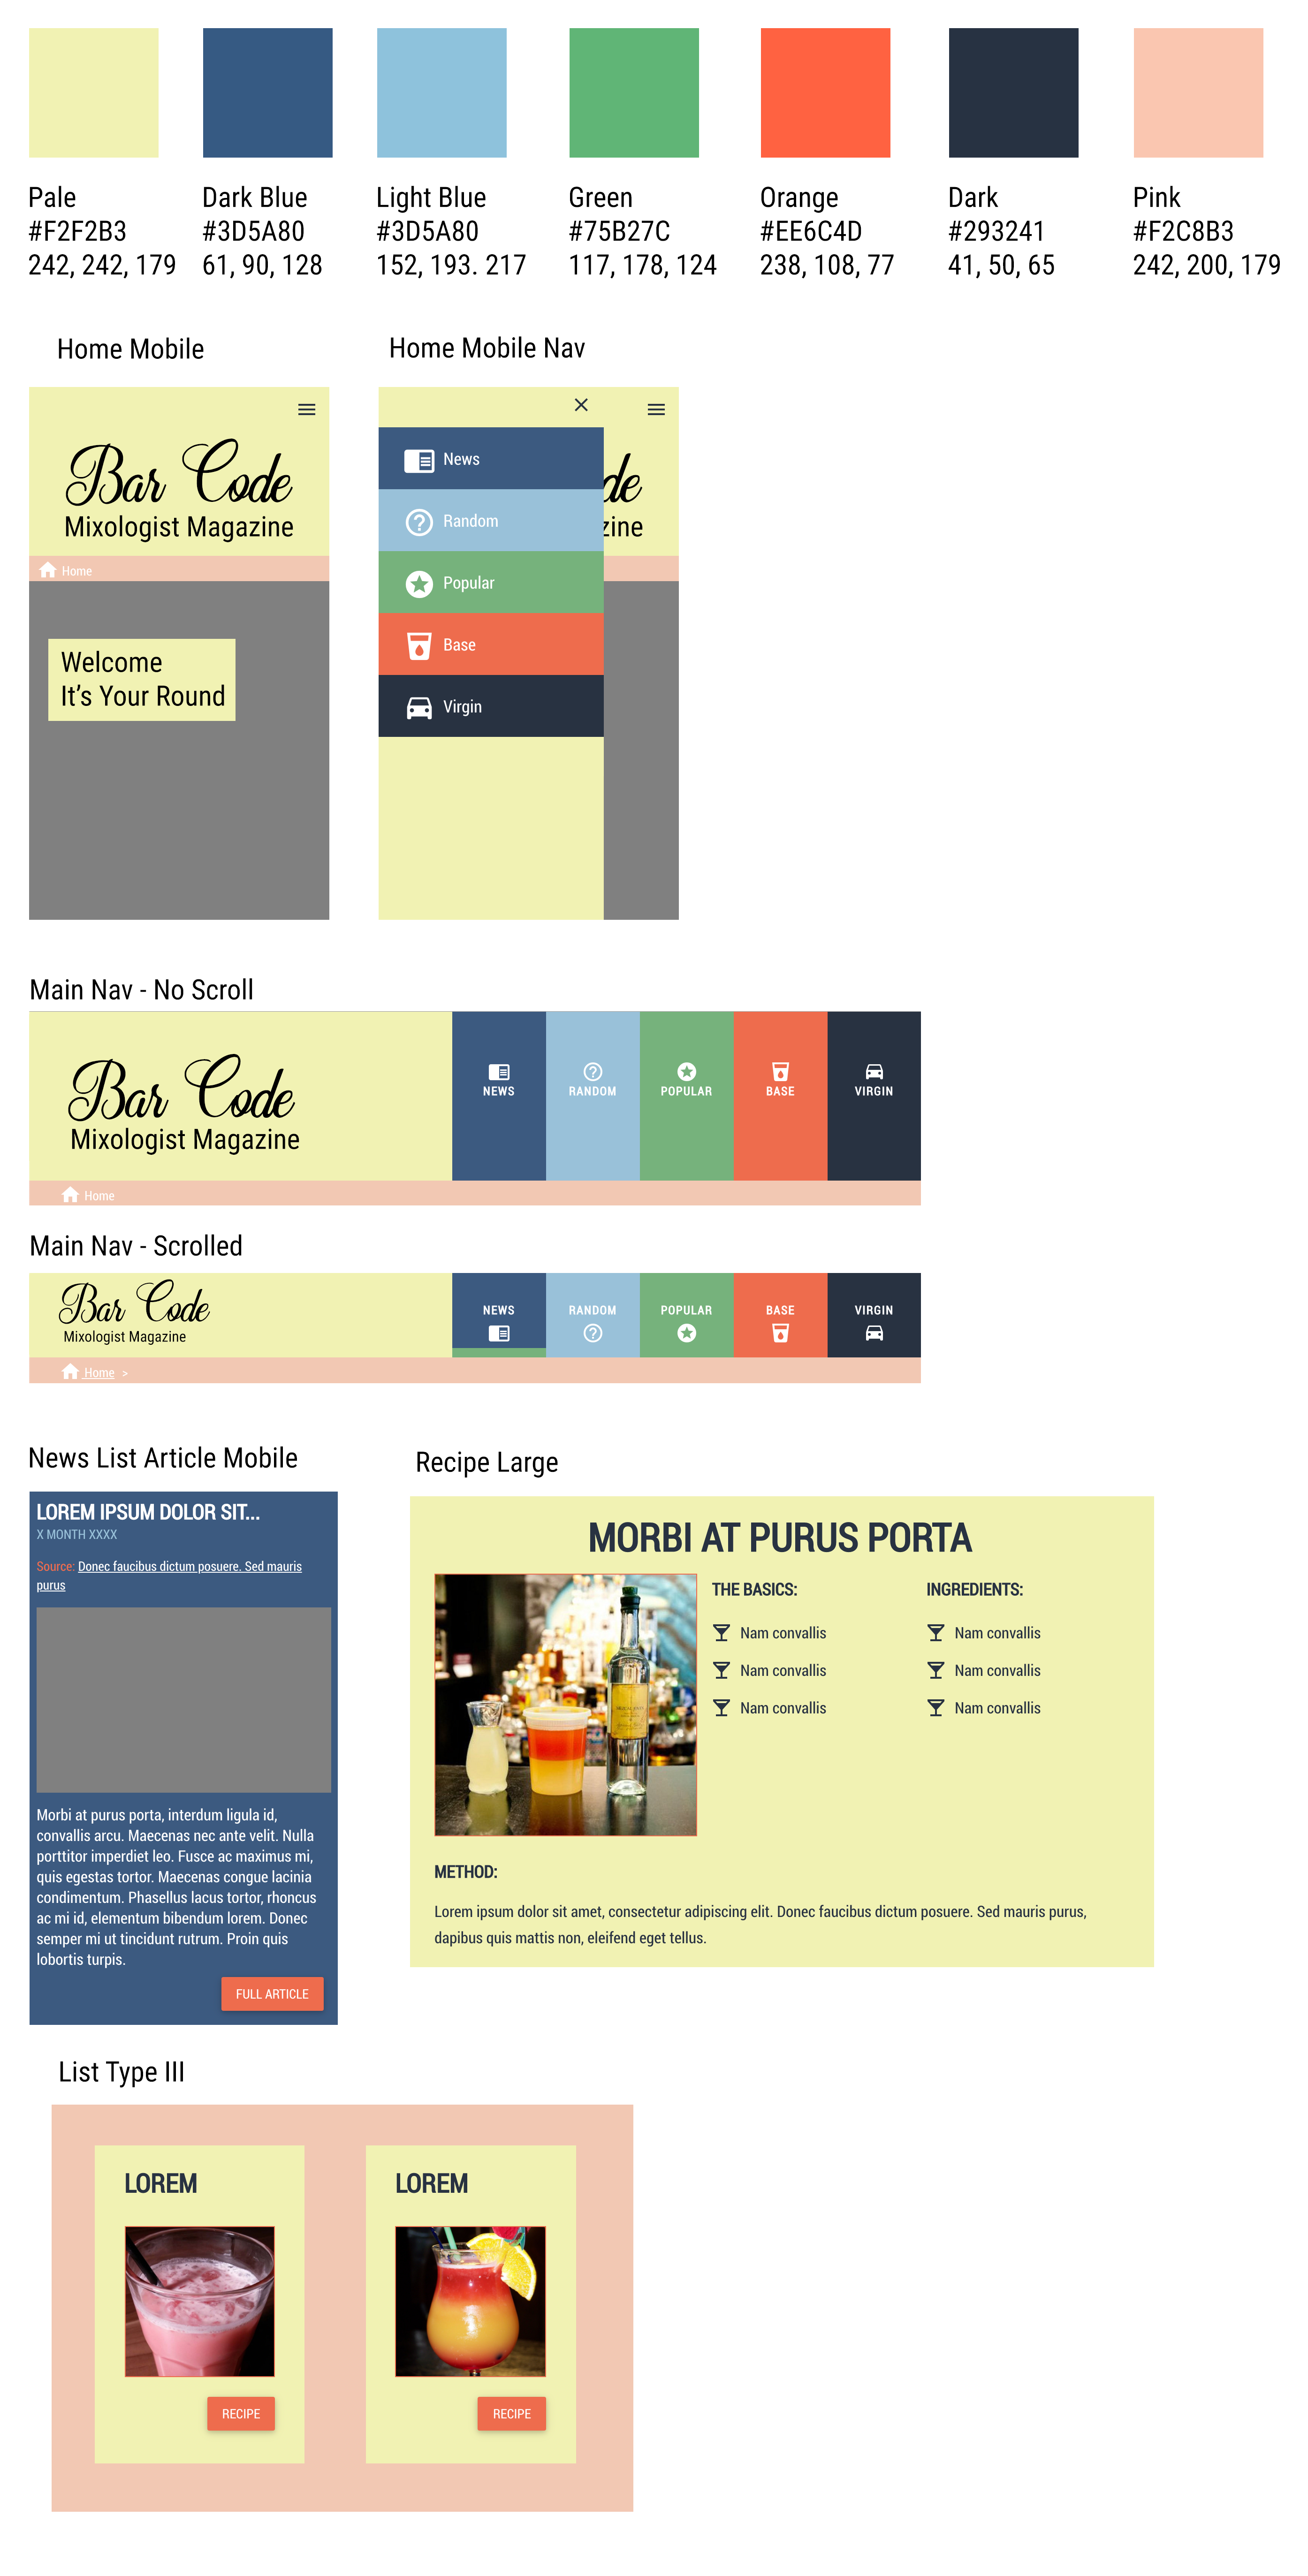 Pale
#F2F2B3
242, 242, 179
Dark Blue
#3D5A80
61, 90, 128
Light Blue
#3D5A80
152, 193. 217
Green
#75B27C
117, 178, 124
Orange
#EE6C4D
238, 108, 77
Dark
#293241
41, 50, 65
Pink
#F2C8B3
242, 200, 179
Home Mobile
Bar Code
Mixologist Magazine
Home
Welcome
It's Your Round
Home Mobile Nav
News
Random
Popular
Base
Virgin
de
zine
Main Nav - No Scroll
Bar Code
Mixologist Magazine
NEWS
RANDOM
POPULAR
BASE
VIRGIN
Home
Main Nav - Scrolled
Bar Code
Mixologist Magazine
NEWS
RANDOM
POPULAR
BASE
VIRGIN
Home >
News List Article Mobile
LOREM IPSUM DOLOR SIT...
X MONTH XXXX
Source: Donec faucibus dictum posuere. Sed mauris
purus
Morbi at purus porta, interdum ligula id,
convallis arcu. Maecenas nec ante velit. Nulla
porttitor imperdiet leo. Fusce ac maximus mi,
quis egestas tortor. Maecenas congue lacinia
condimentum. Phasellus lacus tortor, rhoncus
ac mi id, elementum bibendum lorem. Donec
semper mi ut tincidunt rutrum. Proin quis
lobortis turpis.
FULL ARTICLE
Recipe Large
MORBI AT PURUS PORTA
THE BASICS:
Nam convallis
Nam convallis
Nam convallis
INGREDIENTS:
Nam convallis
Nam convallis
Nam convallis
METHOD:
Lorem ipsum dolor sit amet, consectetur adipiscing elit. Donec faucibus dictum posuere. Sed mauris purus,
dapibus quis mattis non, eleifend eget tellus.
List Type III
LOREM
RECIPE
LOREM
RECIPE